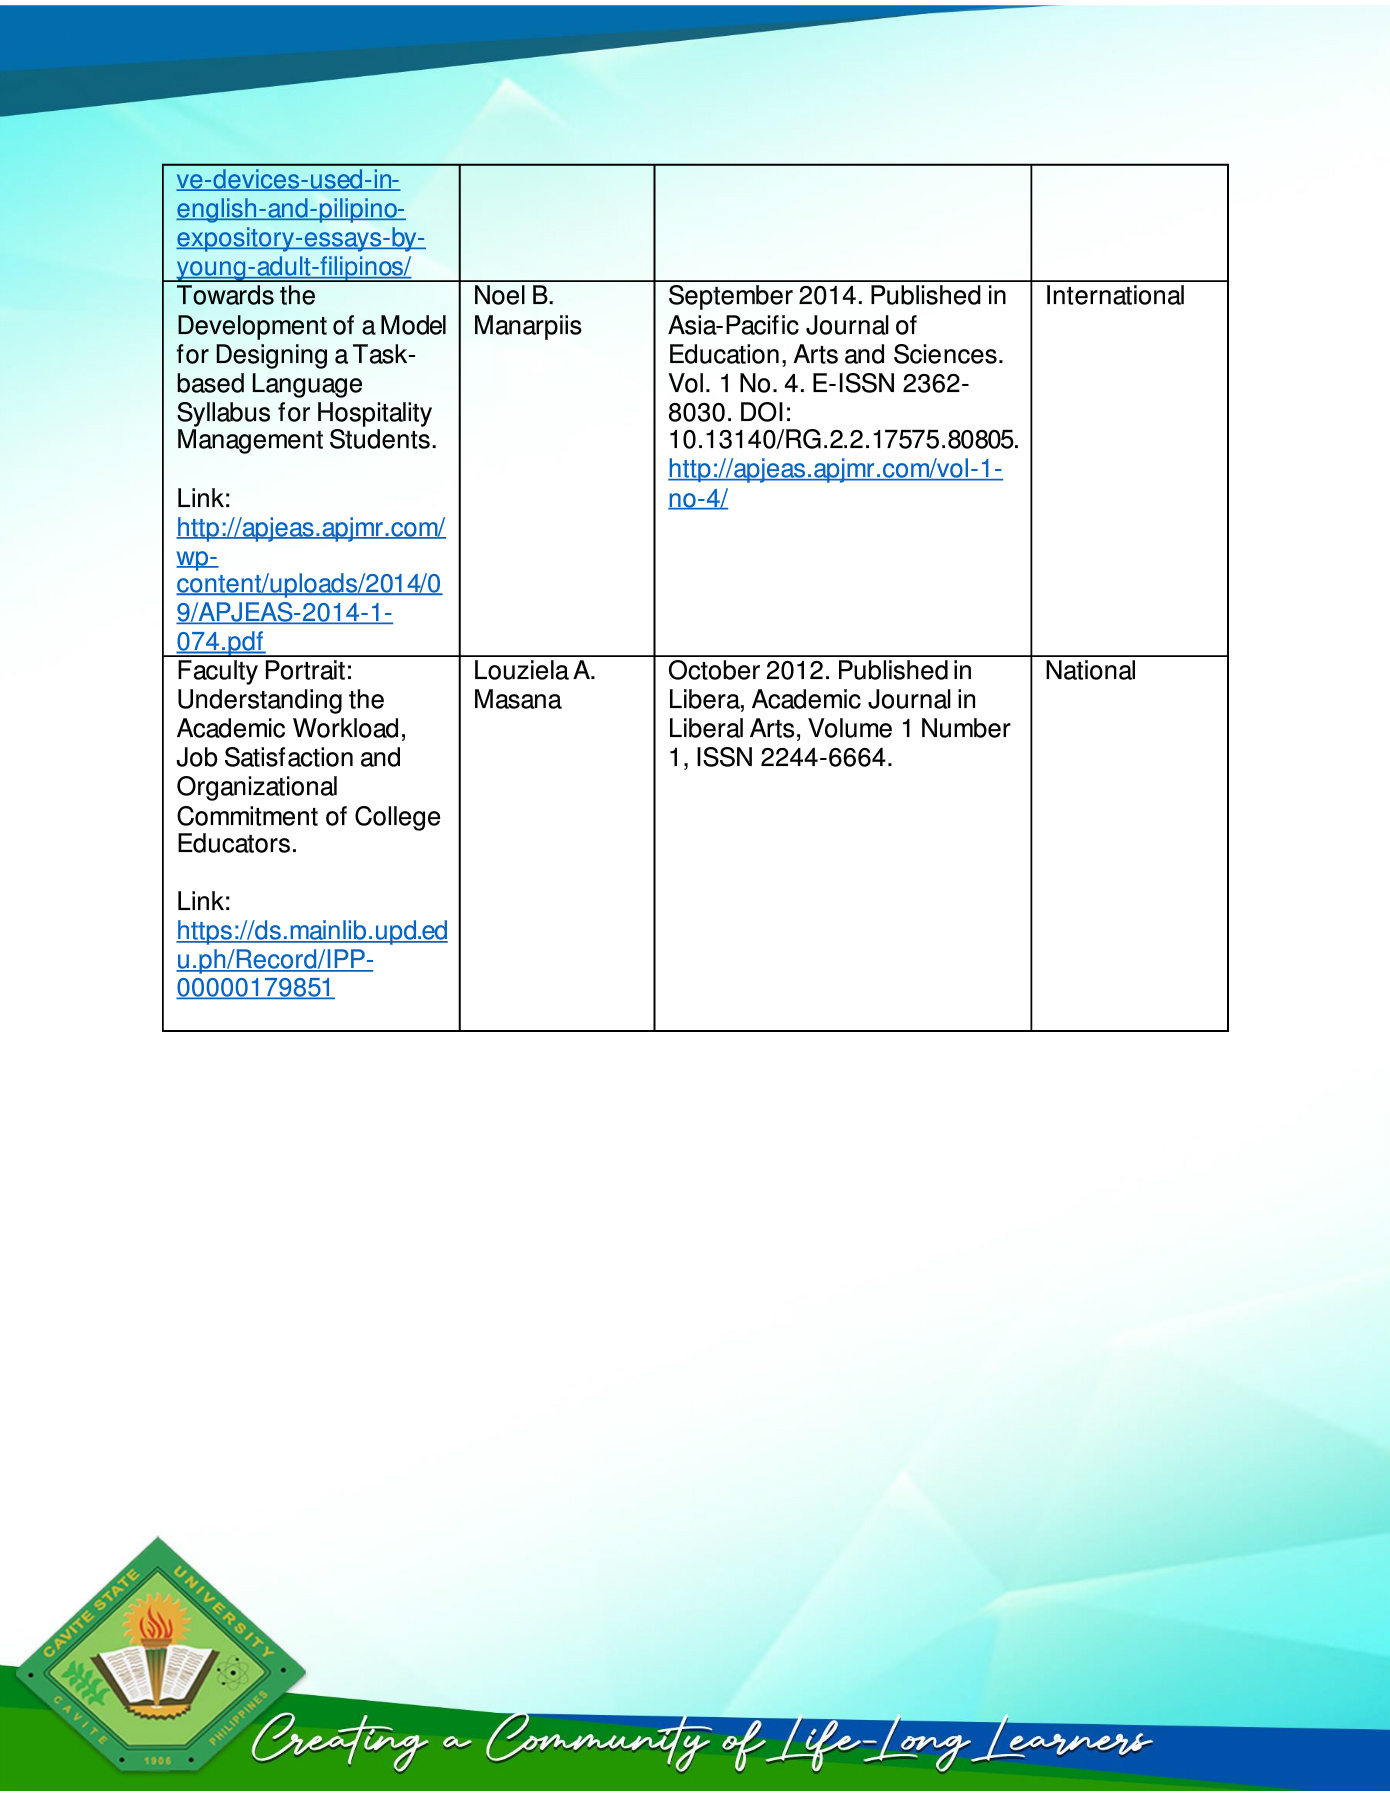 ve-devices-used-in-
english-and-pilipino-
expository-essays-by-
young-adult-filipinos/
Towards the
Development of a Model
for Designing a Task-
based Language
Syllabus for Hospitality
Management Students.
Link:
http://apjeas.apjmr.com/
wp-
content/uploads/2014/0
9/APJEAS-2014-1-
074.pdf
Noel B.
Manarpiis
September 2014. Published in
Asia-Pacific Journal of
Education, Arts and Sciences.
Vol. 1 No. 4. E-ISSN 2362-
8030. DOI:
10.13140/RG.2.2.17575.80805.
http://apjeas.apjmr.com/vol-1-
no-4/
International
Faculty Portrait:
Understanding the
Academic Workload,
Job Satisfaction and
Organizational
Commitment of College
Educators.
Link:
https://ds.mainlib.upd.ed
u.ph/Record/IPP-
00000179851
Louziela A.
Masana
October 2012. Published in
Libera, Academic Journal in
Liberal Arts, Volume 1 Number
1, ISSN 2244-6664.
National
CAVITE STATE UNIVERSITY
CAVITE
1906
PHILIPPINES
Creating a Community of Life-Long Learners